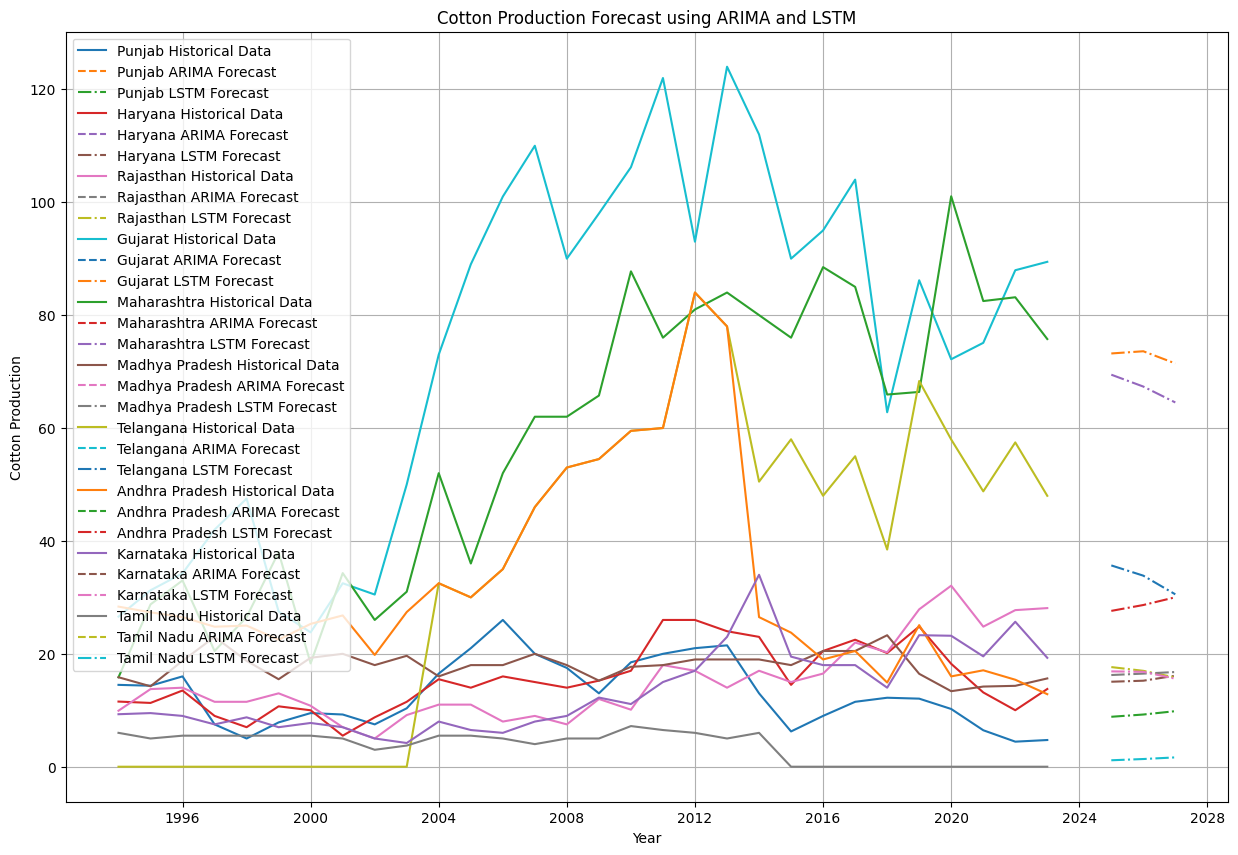 Cotton Production Forecast using ARIMA and LSTM
Punjab Historical Data
Punjab ARIMA Forecast
Punjab LSTM Forecast
Haryana Historical Data
Haryana ARIMA Forecast
Haryana LSTM Forecast
Rajasthan Historical Data
Rajasthan ARIMA Forecast
Rajasthan LSTM Forecast
Gujarat Historical Data
Gujarat ARIMA Forecast
Gujarat LSTM Forecast
Maharashtra Historical Data
Maharashtra ARIMA Forecast
Maharashtra LSTM Forecast
Madhya Pradesh Historical Data
Madhya Pradesh ARIMA Forecast
Madhya Pradesh LSTM Forecast
Telangana Historical Data
Telangana ARIMA Forecast
Telangana LSTM Forecast
Andhra Pradesh Historical Data
Andhra Pradesh ARIMA Forecast
Andhra Pradesh LSTM Forecast
Karnataka Historical Data
Karnataka ARIMA Forecast
Karnataka LSTM Forecast
Tamil Nadu Historical Data
Tamil Nadu ARIMA Forecast
Tamil Nadu LSTM Forecast
Cotton Production
120
100
80
60
40
20
0
1996 2000 2004 2008 2012 2016 2020 2024 2028
Year